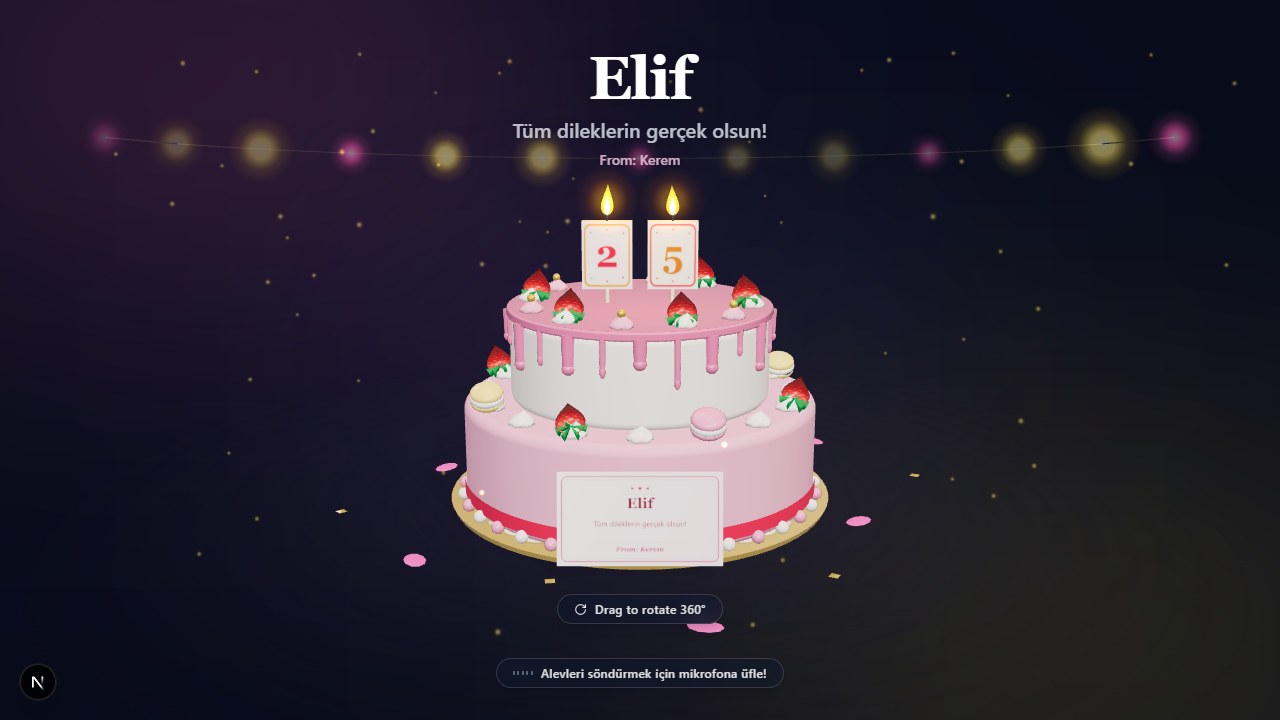 Elif
Tüm dileklerin gerçek olsun!
From: Kerem
2 5
Elif
Tüm dileklerin gerçek olsun!
From: Kerem
Drag to rotate 360°
Alevleri söndürmek için mikrofona üfle!
N